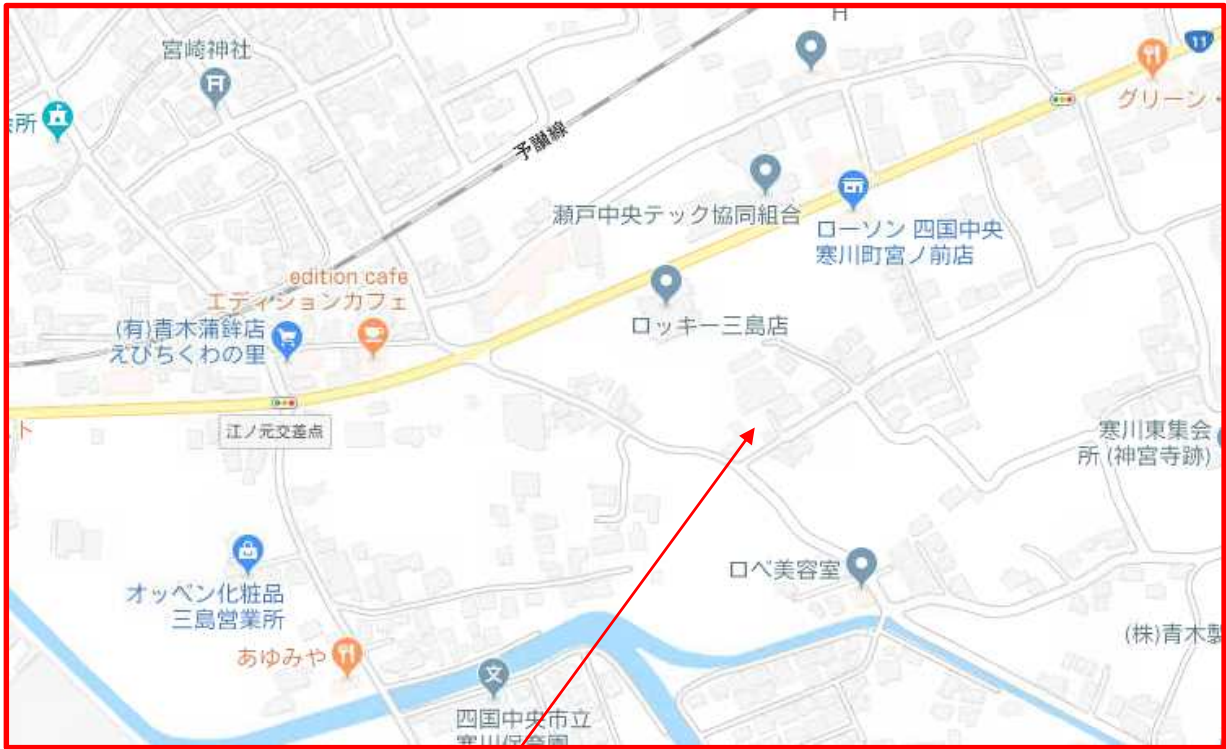 宮崎神社
所
予讃線
11
グリーン・
瀬戸中央テック協同組合
ローソン 四国中央
寒川町宮ノ前店
edition cafe
エディションカフェ
ロッキー三島店
(有)青木蒲鉾店
えびちくわの里
ト
江ノ元交差点
寒川東集会
所 (神宮寺跡)
オッペン化粧品
三島営業所
ロペ美容室
(株)青木製
あゆみや
文
四国中央市立
寒川保育園